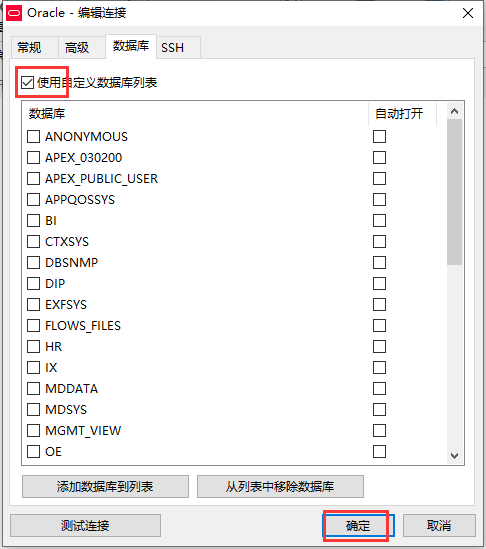 Oracle - 编辑连接
常规 高级 数据库 SSH
使用自定义数据库列表
数据库 自动打开
ANONYMOUS
APEX_030200
APEX_PUBLIC_USER
APPQOSSYS
BI
CTXSYS
DBSNMP
DIP
EXFSYS
FLOWS_FILES
HR
IX
MDDATA
MDSYS
MGMT_VIEW
OE
添加数据库到列表 从列表中移除数据库
测试连接 确定 取消